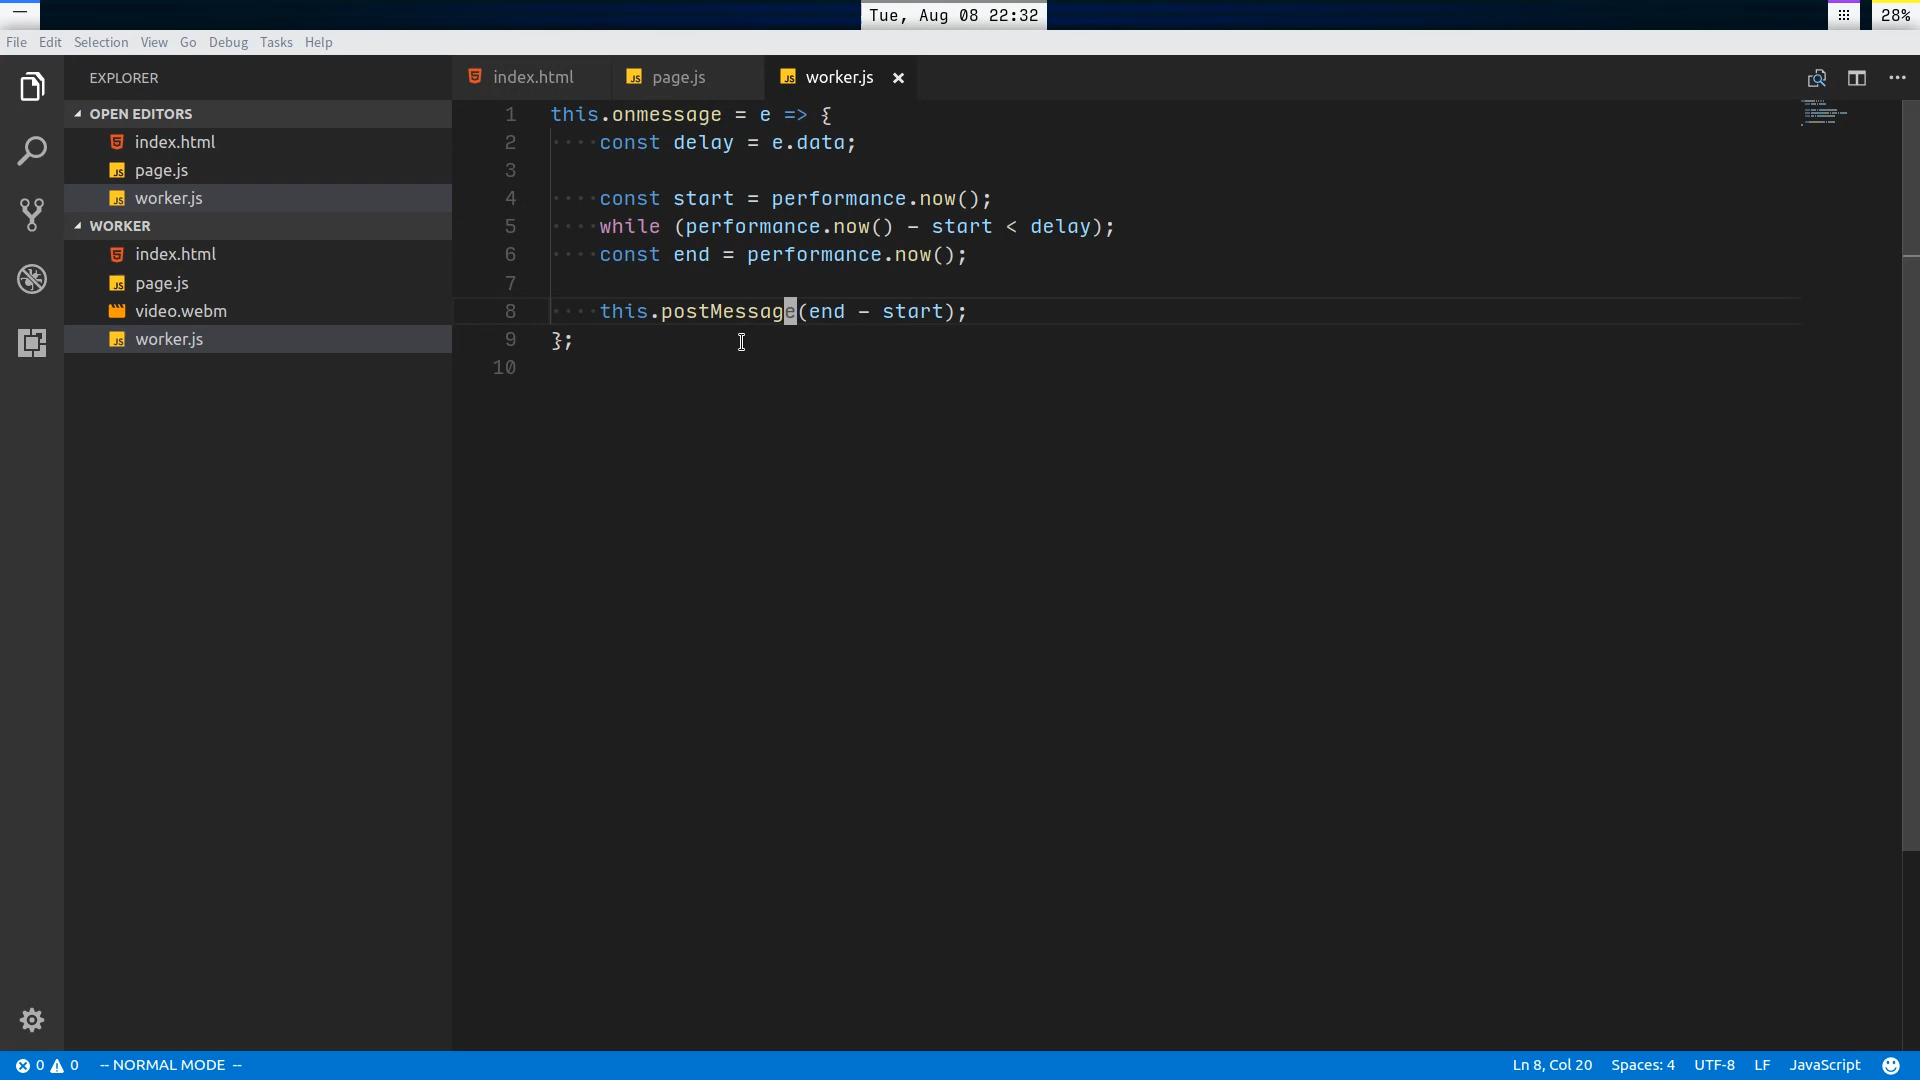 Tue, Aug 08 22:32
28%
File Edit Selection View Go Debug Tasks Help
EXPLORER
OPEN EDITORS
index.html
page.js
worker.js
WORKER
index.html
page.js
video.webm
worker.js
index.html page.js worker.js
1 this.onmessage = e => {
2 ····const delay = e.data;
3
4 ····const start = performance.now();
5 ····while (performance.now() - start < delay);
6 ····const end = performance.now();
7
8 ····this.postMessage(end - start);
9 };
10
0 0 -- NORMAL MODE -- Ln 8, Col 20 Spaces: 4 UTF-8 LF JavaScript